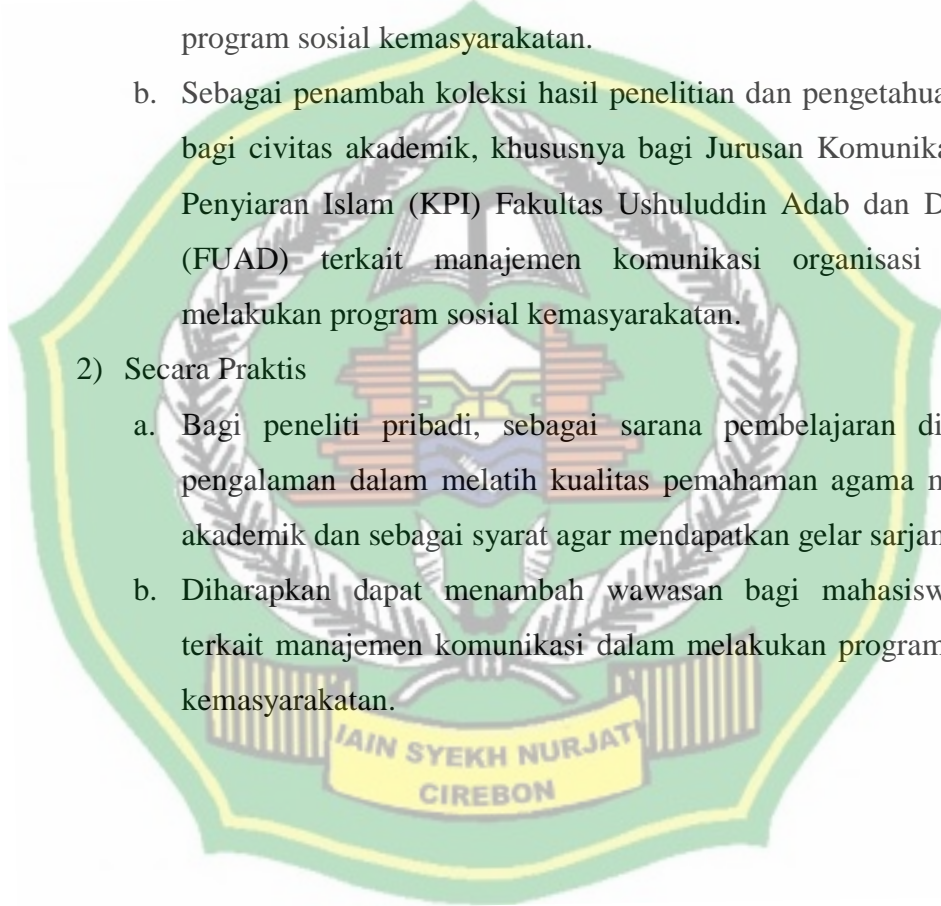 program sosial kemasyarakatan.
b. Sebagai penambah koleksi hasil penelitian dan pengetahua
bagi civitas akademik, khususnya bagi Jurusan Komunika
Penyiaran Islam (KPI) Fakultas Ushuluddin Adab dan D
(FUAD) terkait manajemen komunikasi organisasi
melakukan program sosial kemasyarakatan.
2) Secara Praktis
a. Bagi peneliti pribadi, sebagai sarana pembelajaran di
pengalaman dalam melatih kualitas pemahaman agama m
akademik dan sebagai syarat agar mendapatkan gelar sarjan
b. Diharapkan dapat menambah wawasan bagi mahasisw
terkait manajemen komunikasi dalam melakukan program
kemasyarakatan.
IAIN SYEKH NURJATI
CIREBON